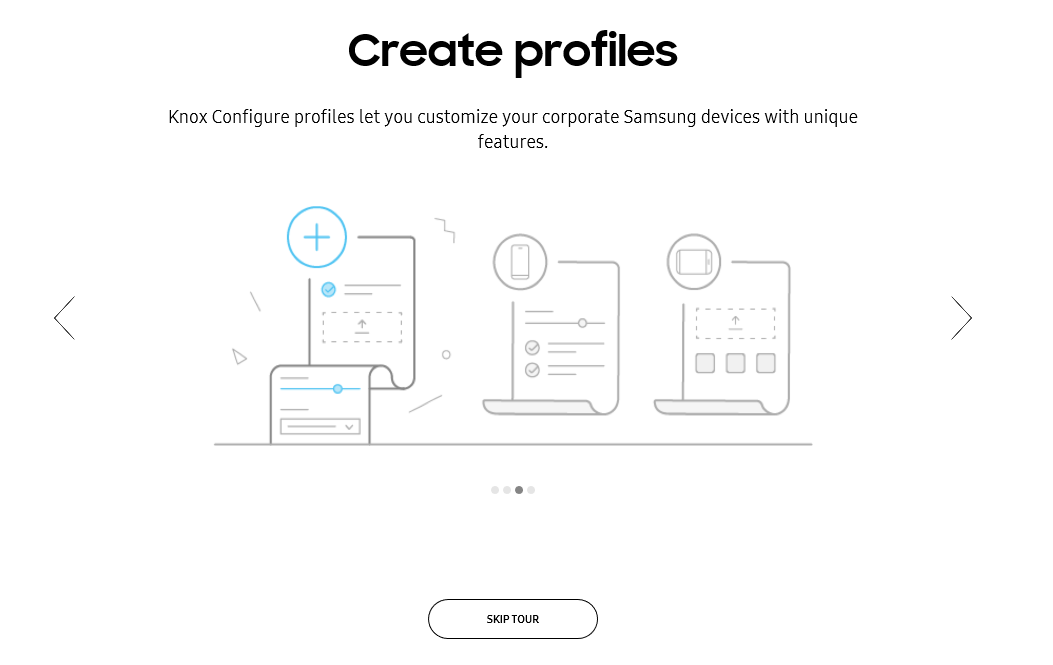 Create profiles
Knox Configure profiles let you customize your corporate Samsung devices with unique
features.
SKIP TOUR